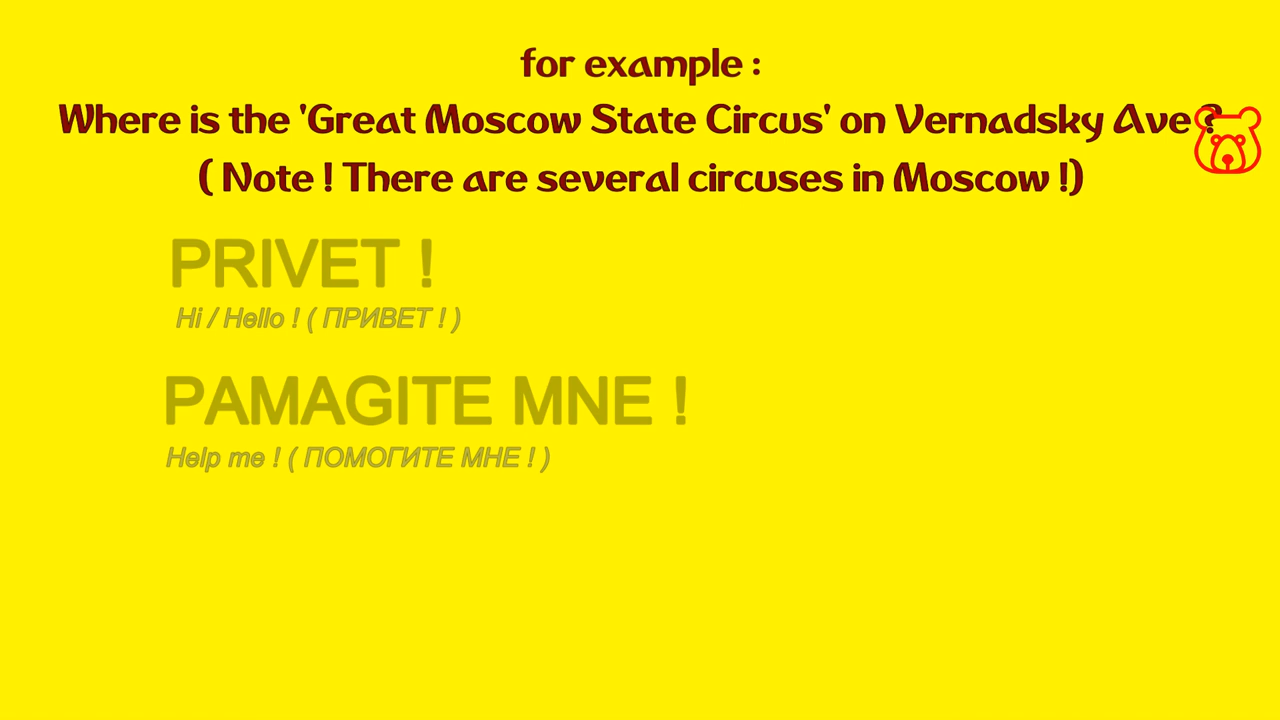 for example :
Where is the 'Great Moscow State Circus' on Vernadsky Ave ?
( Note ! There are several circuses in Moscow !)
PRIVET !
Hi / Hello ! ( ПРИВЕТ ! )
PAMAGITE MNE !
Help me ! ( ПОМОГИТЕ МНЕ ! )